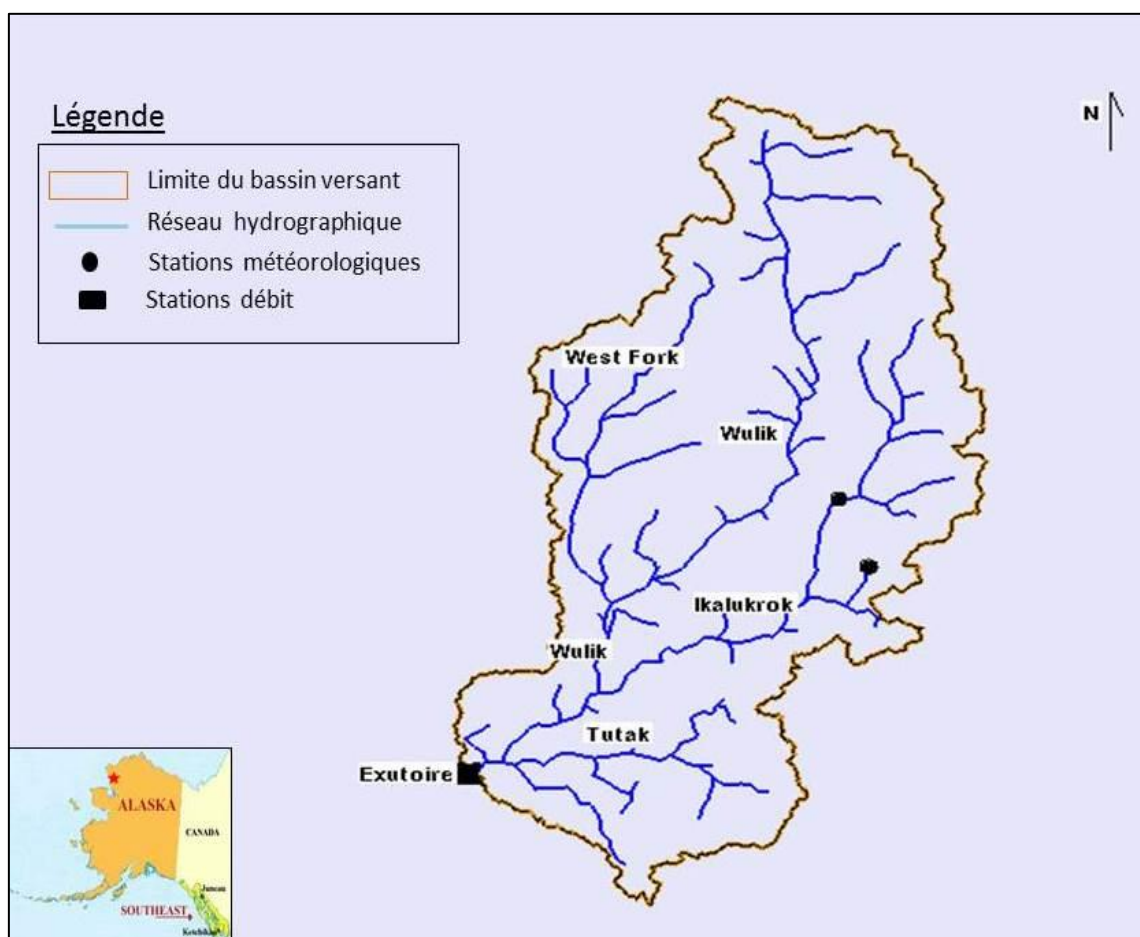 Légende
Limite du bassin versant
Réseau hydrographique
Stations météorologiques
Stations débit
N
West Fork
Wulik
Ikalukrok
Wulik
Tutak
Exutoire
ALASKA
CANADA
Juneau
SOUTHEAST
Ketchikan